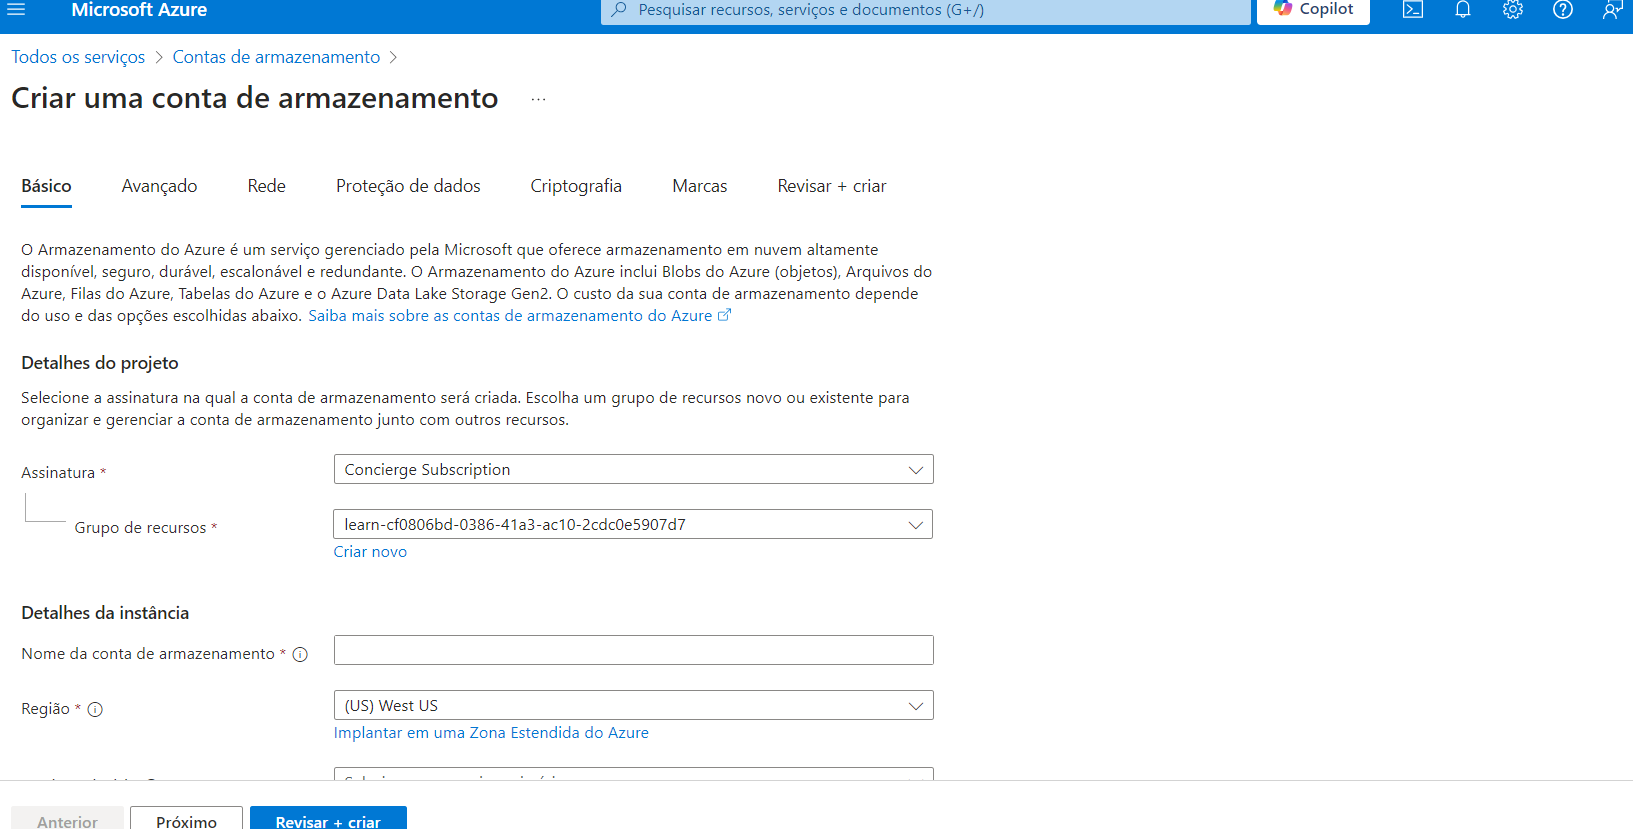 Microsoft Azure
Pesquisar recursos, serviços e documentos (G+/)
Copilot
Todos os serviços > Contas de armazenamento >
Criar uma conta de armazenamento ...
Básico Avançado Rede Proteção de dados Criptografia Marcas Revisar + criar
O Armazenamento do Azure é um serviço gerenciado pela Microsoft que oferece armazenamento em nuvem altamente
disponível, seguro, durável, escalonável e redundante. O Armazenamento do Azure inclui Blobs do Azure (objetos), Arquivos do
Azure, Filas do Azure, Tabelas do Azure e o Azure Data Lake Storage Gen2. O custo da sua conta de armazenamento depende
do uso e das opções escolhidas abaixo. Saiba mais sobre as contas de armazenamento do Azure
Detalhes do projeto
Selecione a assinatura na qual a conta de armazenamento será criada. Escolha um grupo de recursos novo ou existente para
organizar e gerenciar a conta de armazenamento junto com outros recursos.
Assinatura *
Concierge Subscription
Grupo de recursos *
learn-cf0806bd-0386-41a3-ac10-2cdc0e5907d7
Criar novo
Detalhes da instância
Nome da conta de armazenamento *
Região *
(US) West US
Implantar em uma Zona Estendida do Azure
Anterior
Próximo
Revisar + criar